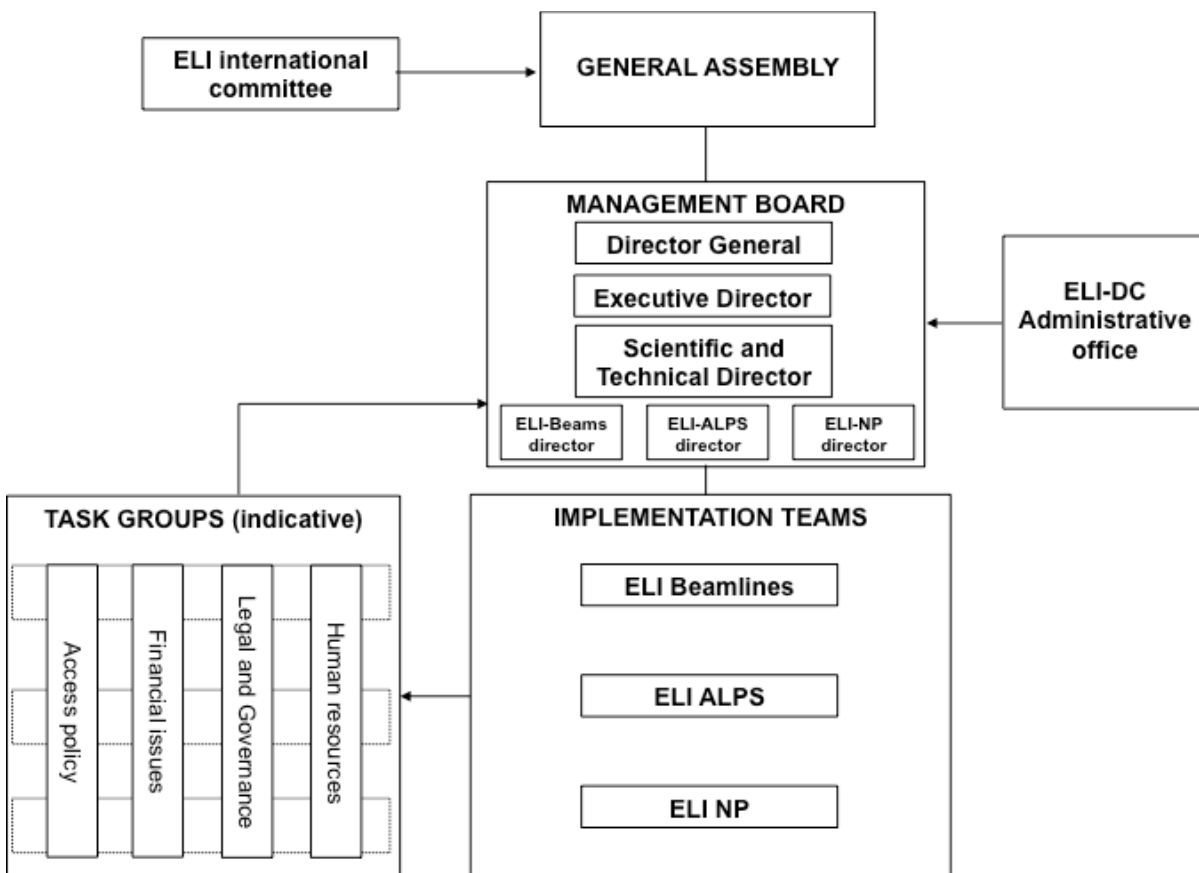 ELI international
committee
GENERAL ASSEMBLY
MANAGEMENT BOARD
Director General
Executive Director
Scientific and
Technical Director
ELI-Beams
director
ELI-ALPS
director
ELI-NP
director
ELI-DC
Administrative
office
TASK GROUPS (indicative)
Access policy
Financial issues
Legal and Governance
Human resources
IMPLEMENTATION TEAMS
ELI Beamlines
ELI ALPS
ELI NP